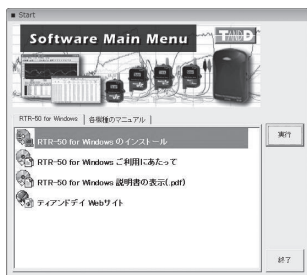 Start
Software Main Menu
T AND D
RTR-50 for Windows
各機種のマニュアル
RTR-50 for Windows のインストール
RTR-50 for Windows ご利用にあたって
RTR-50 for Windows 説明書の表示(.pdf)
ティアンドデイ Webサイト
実行
終了